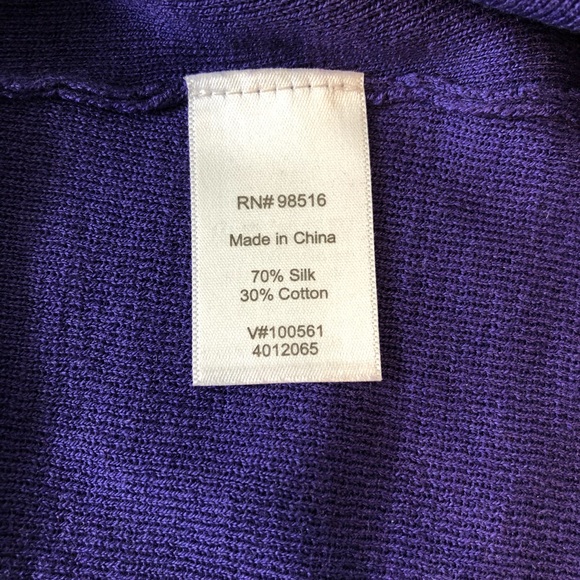 RN# 98516
Made in China
70% Silk
30% Cotton
V#100561
4012065